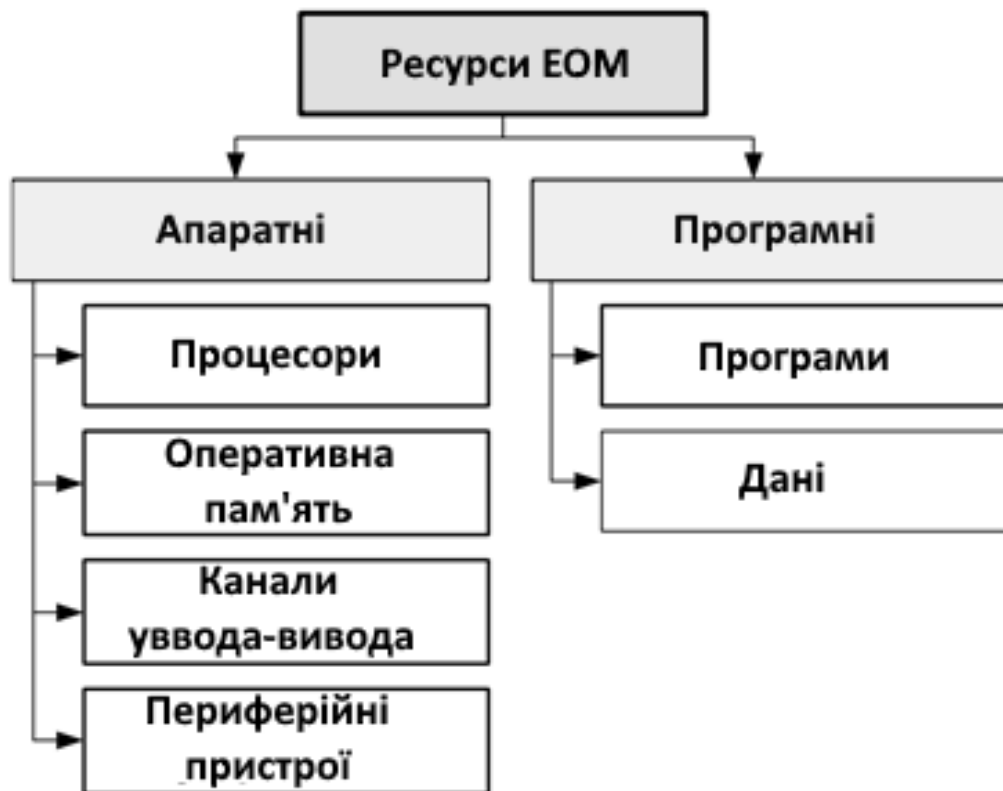 Ресурси ЕОМ
Апаратні
Процесори
Оперативна
пам'ять
Канали
уввода-вивода
Периферійні
пристрої
Програмні
Програми
Дані